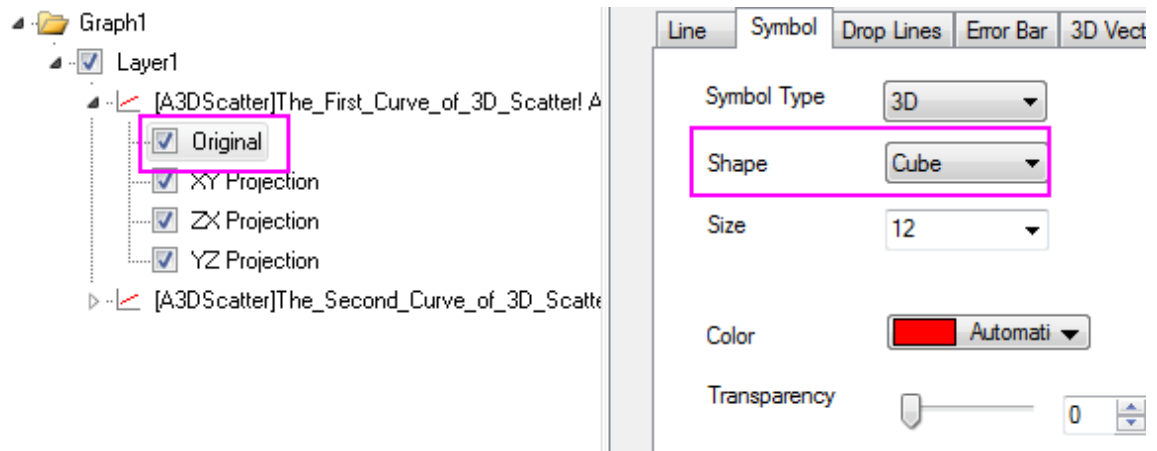 Graph1
Layer1
[A3DScatter]The_First_Curve_of_3D_Scatter! A
Original
XY Projection
ZX Projection
YZ Projection
[A3DScatter]The_Second_Curve_of_3D_Scatte
Line Symbol Drop Lines Error Bar 3D Vect
Symbol Type 3D
Shape Cube
Size 12
Color Automati
Transparency 0